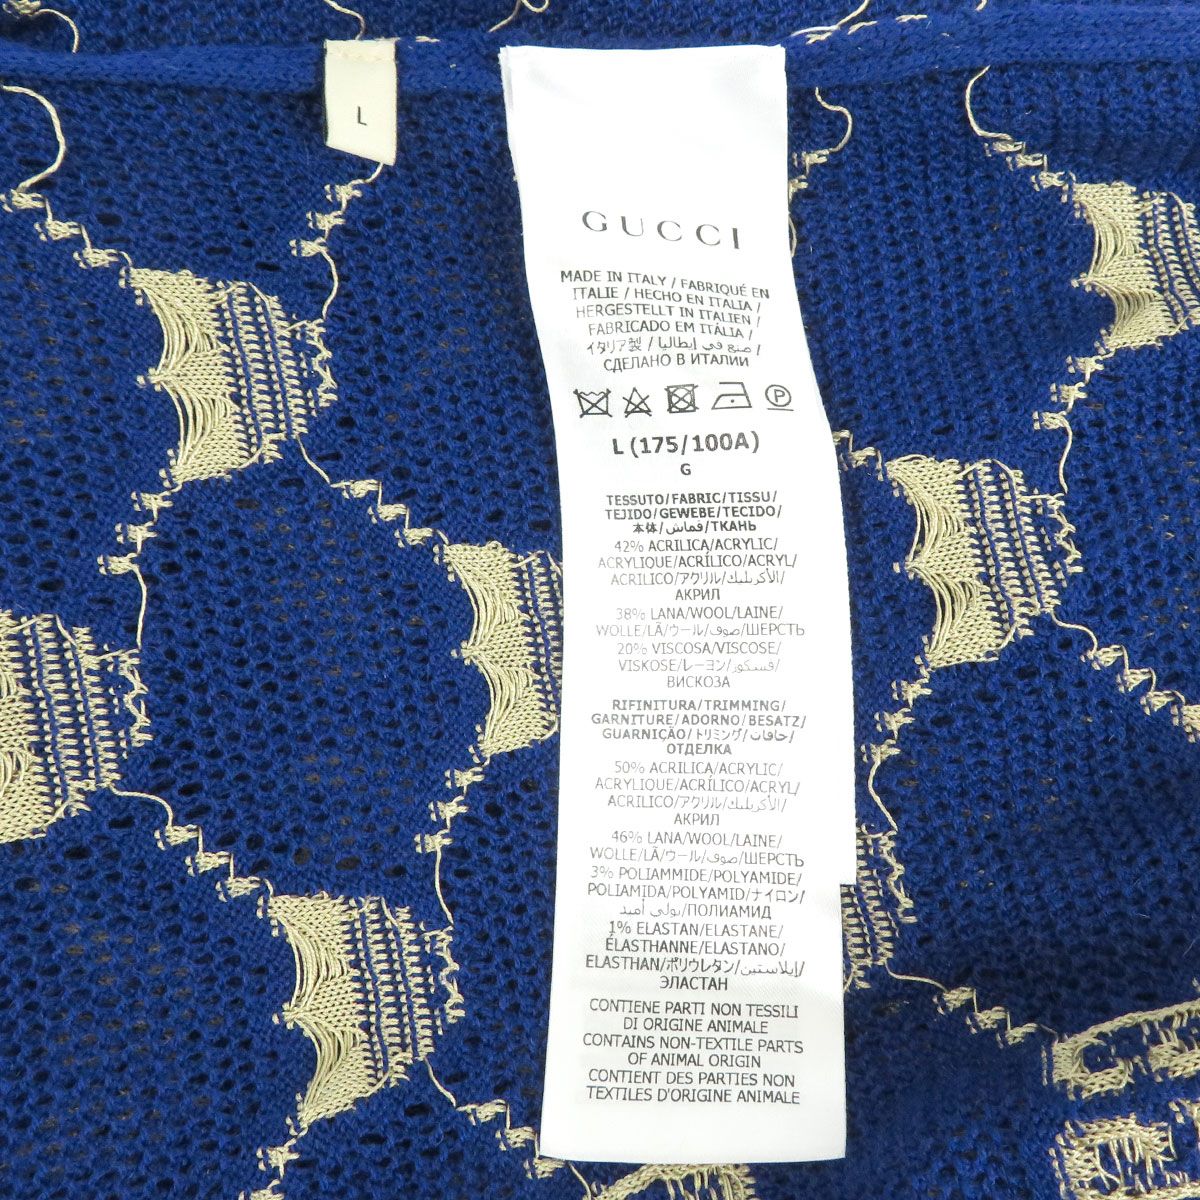 L
GUCCI
MADE IN ITALY / FABRIQUÉ EN
ITALIE / HECHO EN ITALIA /
HERGESTELLT IN ITALIEN /
FABRICADO EM ITÁLIA /
イタリア製 / صنع في ايطاليا /
СДЕЛАНО В ИТАЛИИ
P
L (175/100A)
G
TESSUTO/FABRIC/TISSU/
TEJIDO/GEWEBE/TECIDO/
本体/قماش/ТКАНЬ
42% ACRILICA/ACRYLIC/
ACRYLIQUE/ACRÍLICO/ACRYL/
ACRILICO/アクリル/الأكريليك/
АКРИЛ
38% LANA/WOOL/LAINE/
WOLLE/LÃ/ウール/صوف/ШЕРСТЬ
20% VISCOSA/VISCOSE/
VISKOSE/レーヨン/فسكوز/
ВИСКОЗА
RIFINITURA/TRIMMING/
GARNITURE/ADORNO/BESATZ/
GUARNIÇÃO/トリミング/حافات/
ОТДЕЛКА
50% ACRILICA/ACRYLIC/
ACRYLIQUE/ACRÍLICO/ACRYL/
ACRILICO/アクリル/الأكريليك/
АКРИЛ
46% LANA/WOOL/LAINE/
WOLLE/LÃ/ウール/صوف/ШЕРСТЬ
3% POLIAMMIDE/POLYAMIDE/
POLIAMIDA/POLYAMID/ナイロン/
بولي أميد/ПОЛИАМИД
1% ELASTAN/ELASTANE/
ÉLASTHANNE/ELASTANO/
ELASTHAN/ポリウレタン/إيلاستين/
ЭЛАСТАН
CONTIENE PARTI NON TESSILI
DI ORIGINE ANIMALE
CONTAINS NON-TEXTILE PARTS
OF ANIMAL ORIGIN
CONTIENT DES PARTIES NON
TEXTILES D'ORIGINE ANIMALE